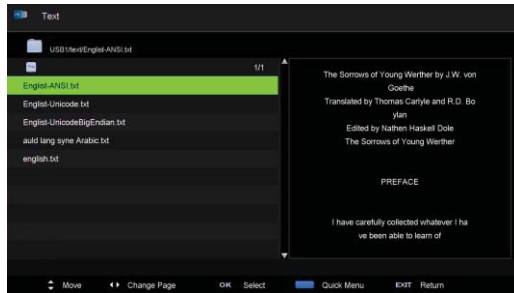 Text
USB1/text/Englist-ANSI.txt
1/1
Englist-ANSI.txt
Englist-Unicode.txt
Englist-UnicodeBigEndian.txt
auld lang syne Arabic.txt
english.txt
The Sorrows of Young Werther by J.W. von
Goethe
Translated by Thomas Carlyle and R.D. Bo
ylan
Edited by Nathen Haskell Dole
The Sorrows of Young Werther
PREFACE
I have carefully collected whatever I ha
ve been able to learn of
Move Change Page OK Select Quick Menu EXIT Return